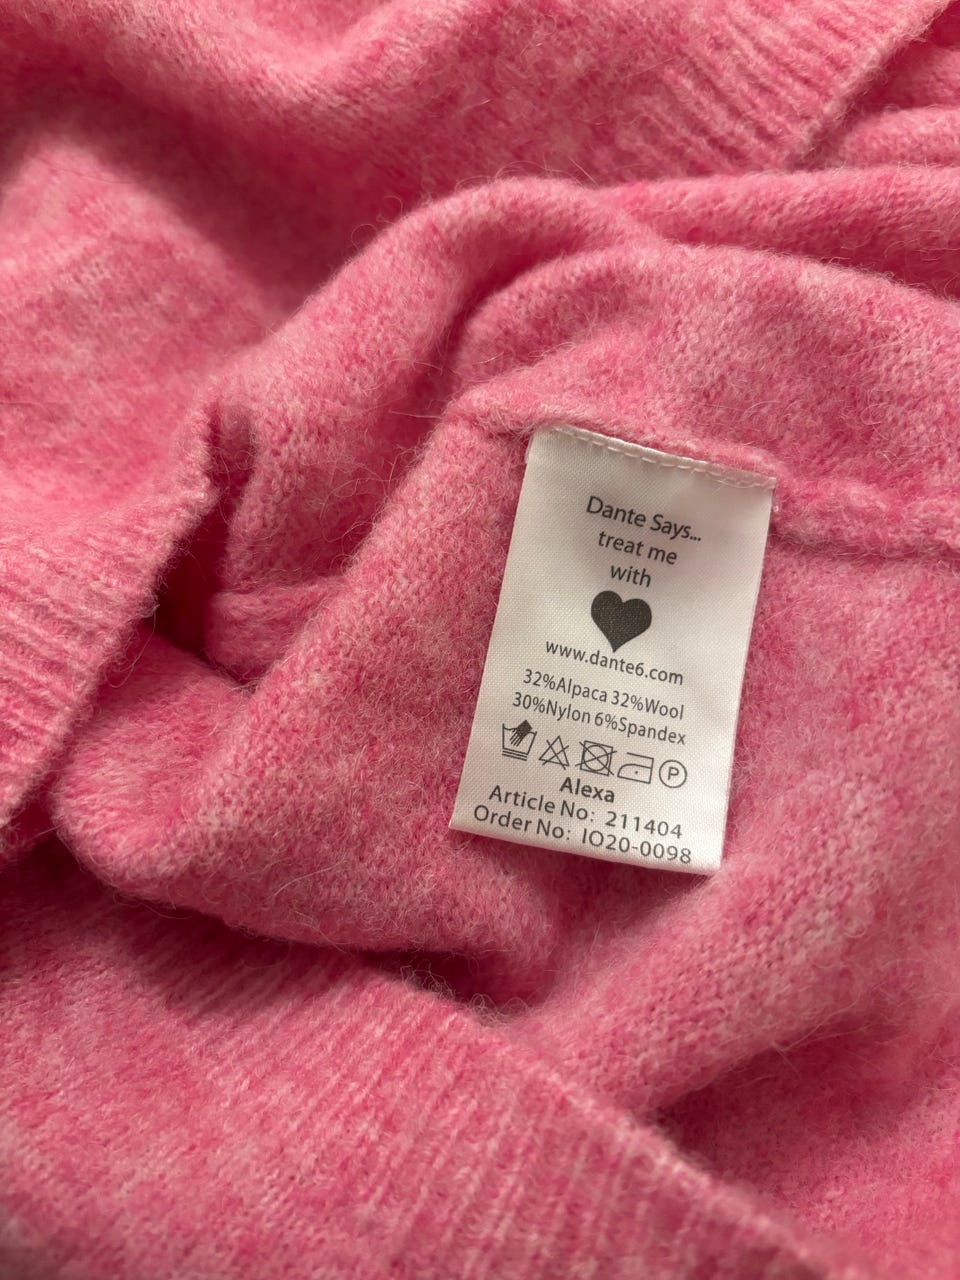 Dante Says...
treat me
with
www.dante6.com
32%Alpaca 32%Wool
30%Nylon 6%Spandex
P
Alexa
Article No: 211404
Order No: IO20-0098